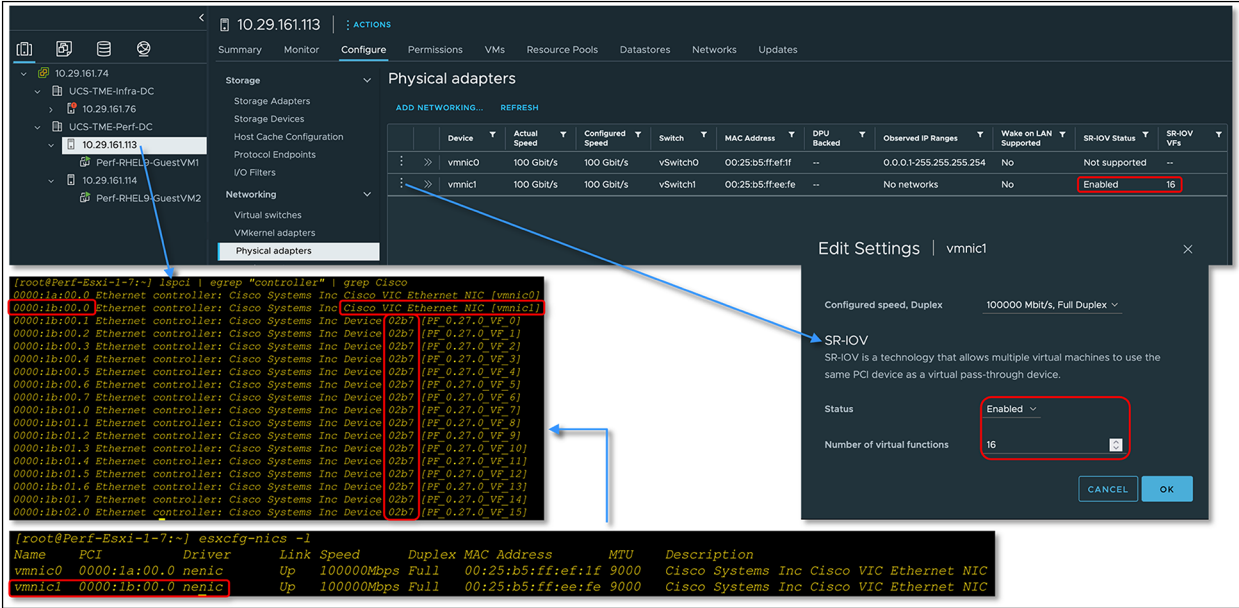 10.29.161.113 ACTIONS
Summary Monitor Configure Permissions VMs Resource Pools Datastores Networks Updates
10.29.161.74
UCS-TME-Infra-DC
10.29.161.76
UCS-TME-Perf-DC
10.29.161.113
Perf-RHEL9-GuestVM1
10.29.161.114
Perf-RHEL9-GuestVM2
Storage
Storage Adapters
Storage Devices
Host Cache Configuration
Protocol Endpoints
I/O Filters
Networking
Virtual switches
VMkernel adapters
Physical adapters
Physical adapters
ADD NETWORKING... REFRESH
Device Actual Speed Configured Speed Switch MAC Address DPU Backed Observed IP Ranges Wake on LAN Supported SR-IOV Status SR-IOV VFs
vmnic0 100 Gbit/s 100 Gbit/s vSwitch0 00:25:b5:ff:ef:1f -- 0.0.0.1-255.255.255.254 No Not supported --
vmnic1 100 Gbit/s 100 Gbit/s vSwitch1 00:25:b5:ff:ee:fe -- No networks No Enabled 16
Edit Settings | vmnic1
Configured speed, Duplex 100000 Mbit/s, Full Duplex
SR-IOV
SR-IOV is a technology that allows multiple virtual machines to use the
same PCI device as a virtual pass-through device.
Status Enabled
Number of virtual functions 16
CANCEL OK
[root@Perf-Esxi-1-7:~] lspci | egrep "controller" | grep Cisco
0000:1a:00.0 Ethernet controller: Cisco Systems Inc Cisco VIC Ethernet NIC [vmnic0]
0000:1b:00.0 Ethernet controller: Cisco Systems Inc Cisco VIC Ethernet NIC [vmnic1]
0000:1b:00.1 Ethernet controller: Cisco Systems Inc Device 02b7 [PF_0.27.0_VF_0]
0000:1b:00.2 Ethernet controller: Cisco Systems Inc Device 02b7 [PF_0.27.0_VF_1]
0000:1b:00.3 Ethernet controller: Cisco Systems Inc Device 02b7 [PF_0.27.0_VF_2]
0000:1b:00.4 Ethernet controller: Cisco Systems Inc Device 02b7 [PF_0.27.0_VF_3]
0000:1b:00.5 Ethernet controller: Cisco Systems Inc Device 02b7 [PF_0.27.0_VF_4]
0000:1b:00.6 Ethernet controller: Cisco Systems Inc Device 02b7 [PF_0.27.0_VF_5]
0000:1b:00.7 Ethernet controller: Cisco Systems Inc Device 02b7 [PF_0.27.0_VF_6]
0000:1b:01.0 Ethernet controller: Cisco Systems Inc Device 02b7 [PF_0.27.0_VF_7]
0000:1b:01.1 Ethernet controller: Cisco Systems Inc Device 02b7 [PF_0.27.0_VF_8]
0000:1b:01.2 Ethernet controller: Cisco Systems Inc Device 02b7 [PF_0.27.0_VF_9]
0000:1b:01.3 Ethernet controller: Cisco Systems Inc Device 02b7 [PF_0.27.0_VF_10]
0000:1b:01.4 Ethernet controller: Cisco Systems Inc Device 02b7 [PF_0.27.0_VF_11]
0000:1b:01.5 Ethernet controller: Cisco Systems Inc Device 02b7 [PF_0.27.0_VF_12]
0000:1b:01.6 Ethernet controller: Cisco Systems Inc Device 02b7 [PF_0.27.0_VF_13]
0000:1b:01.7 Ethernet controller: Cisco Systems Inc Device 02b7 [PF_0.27.0_VF_14]
0000:1b:02.0 Ethernet controller: Cisco Systems Inc Device 02b7 [PF_0.27.0_VF_15]
[root@Perf-Esxi-1-7:~] esxcfg-nics -l
Name PCI Driver Link Speed Duplex MAC Address MTU Description
vmnic0 0000:1a:00.0 nenic Up 100000Mbps Full 00:25:b5:ff:ef:1f 9000 Cisco Systems Inc Cisco VIC Ethernet NIC
vmnic1 0000:1b:00.0 nenic Up 100000Mbps Full 00:25:b5:ff:ee:fe 9000 Cisco Systems Inc Cisco VIC Ethernet NIC